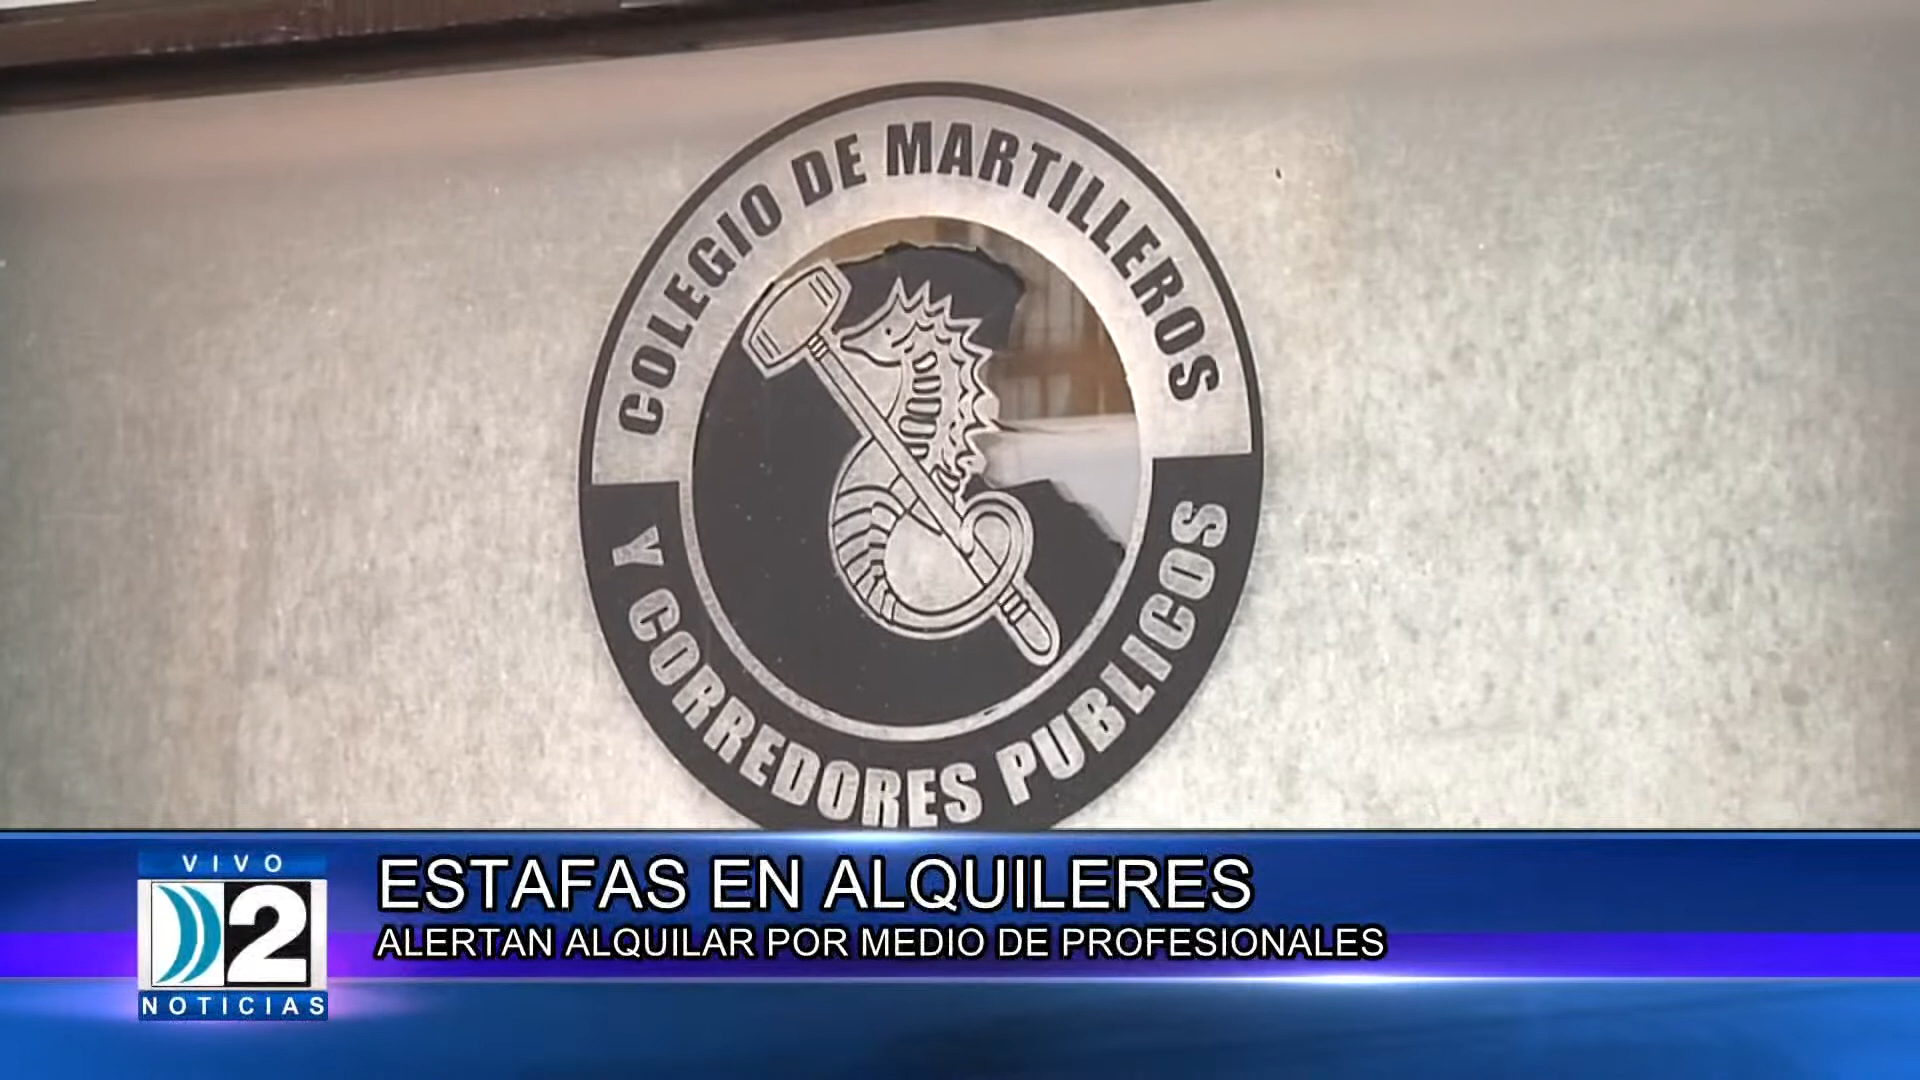 COLEGIO DE MARTILLEROS
Y CORREDORES PUBLICOS
VIVO
2
NOTICIAS
ESTAFAS EN ALQUILERES
ALERTAN ALQUILAR POR MEDIO DE PROFESIONALES